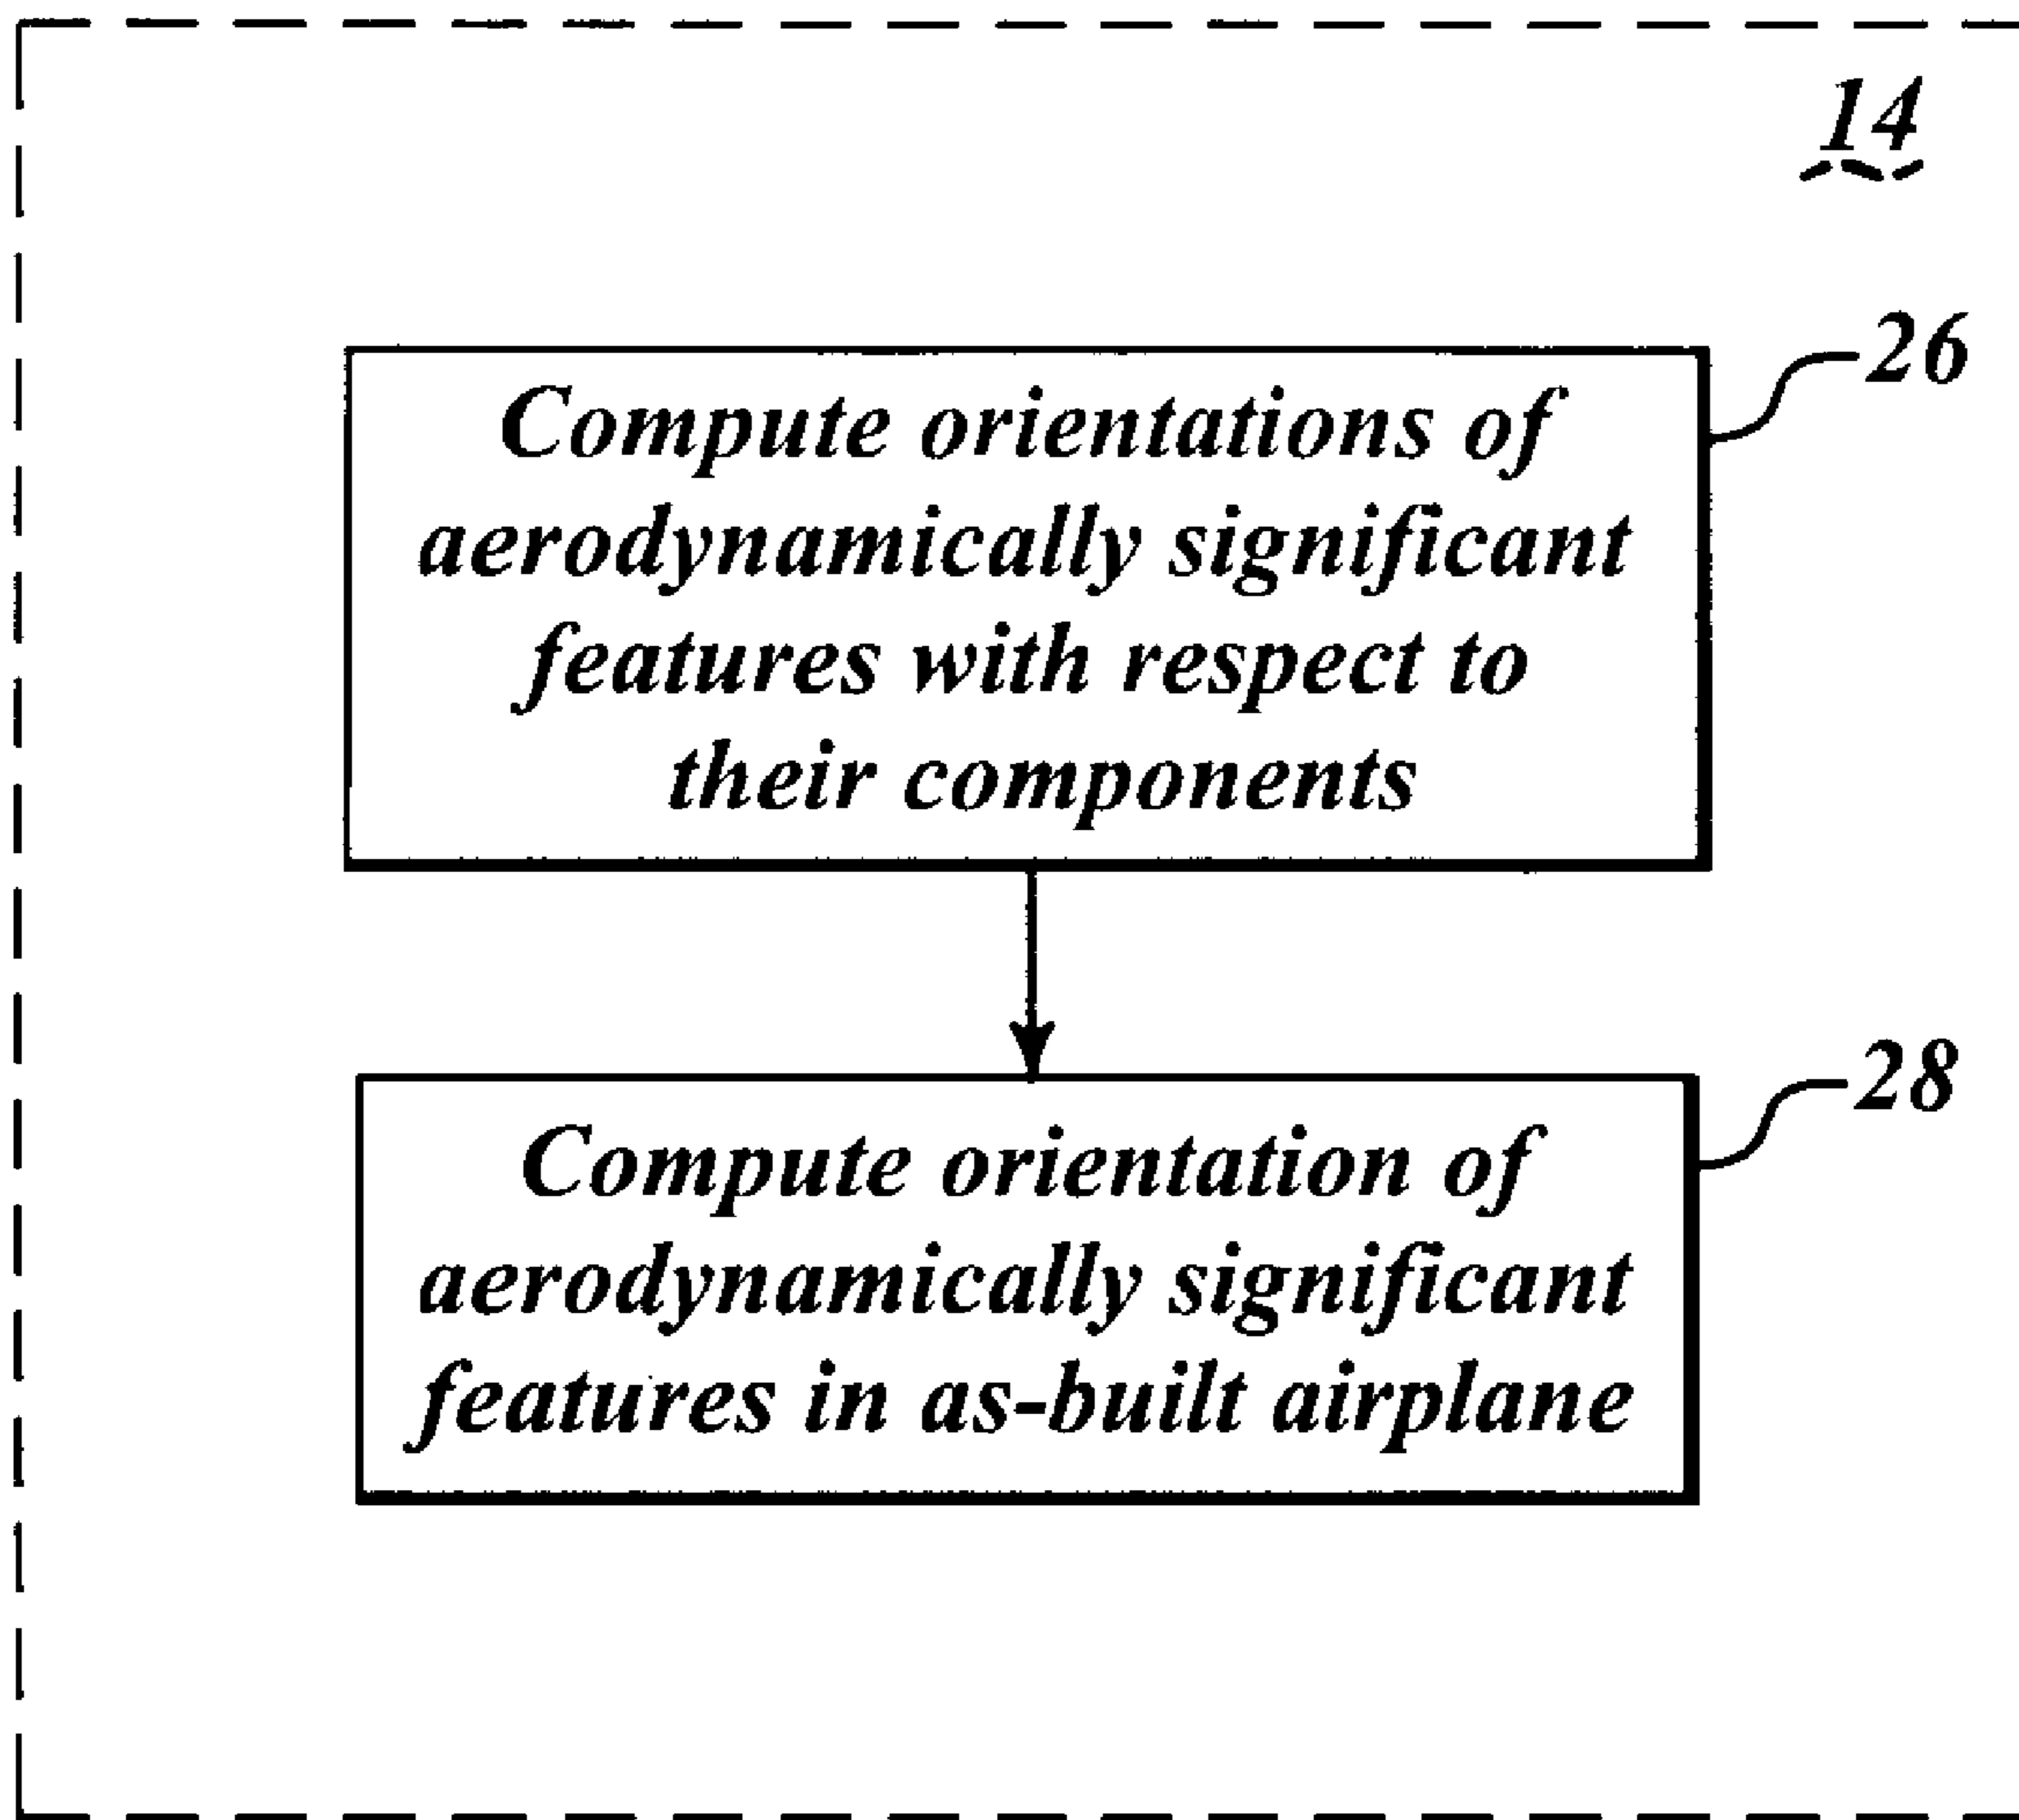 14
26
Compute orientations of
aerodynamically significant
features with respect to
their components
28
Compute orientation of
aerodynamically significant
features in as-built airplane